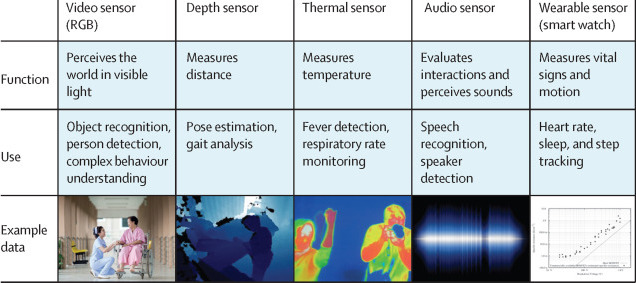 Video sensor
(RGB)
Depth sensor
Thermal sensor
Audio sensor
Wearable sensor
(smart watch)
Function
Perceives the
world in visible
light
Measures
distance
Measures
temperature
Evaluates
interactions and
perceives sounds
Measures vital
signs and
motion
Use
Object recognition,
person detection,
complex behaviour
understanding
Pose estimation,
gait analysis
Fever detection,
respiratory rate
monitoring
Speech
recognition,
speaker
detection
Heart rate,
sleep, and step
tracking
Example
data